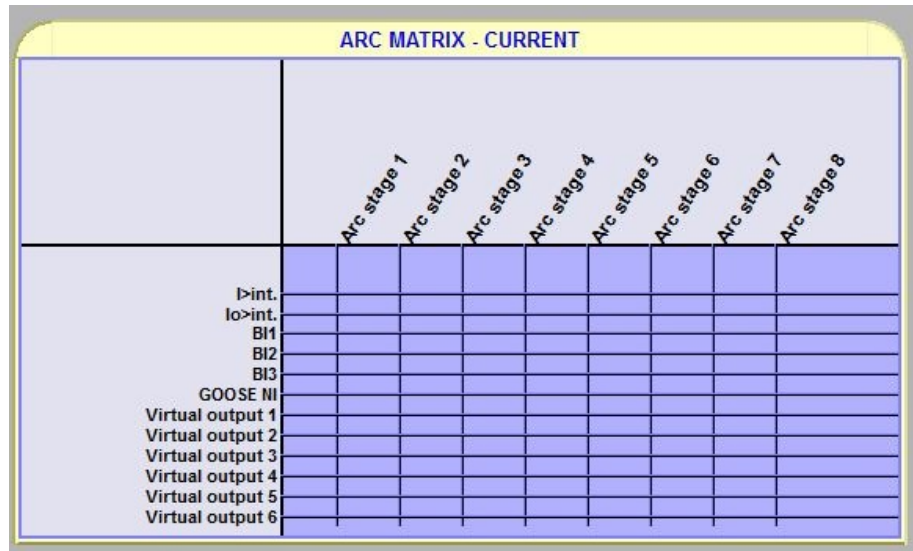 ARC MATRIX - CURRENT
Arc stage 1
Arc stage 2
Arc stage 3
Arc stage 4
Arc stage 5
Arc stage 6
Arc stage 7
Arc stage 8
I>int.
Io>int.
BI1
BI2
BI3
GOOSE NI
Virtual output 1
Virtual output 2
Virtual output 3
Virtual output 4
Virtual output 5
Virtual output 6